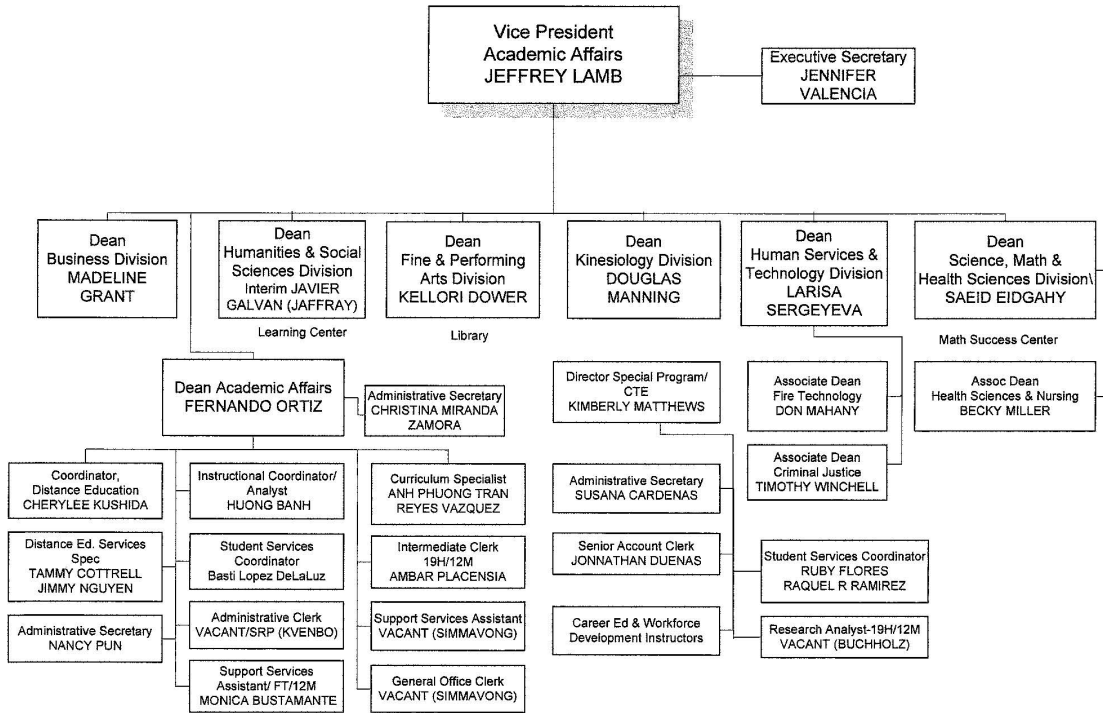 Vice President
Academic Affairs
JEFFREY LAMB
Executive Secretary
JENNIFER
VALENCIA
Dean
Business Division
MADELINE
GRANT
Dean
Humanities & Social
Sciences Division
Interim JAVIER
GALVAN (JAFFRAY)
Learning Center
Dean
Fine & Performing
Arts Division
KELLORI DOWER
Library
Dean
Kinesiology Division
DOUGLAS
MANNING
Dean
Human Services &
Technology Division
LARISA
SERGEYEVA
Dean
Science, Math &
Health Sciences Division\
SAEID EIDGAHY
Math Success Center
Dean Academic Affairs
FERNANDO ORTIZ
Administrative Secretary
CHRISTINA MIRANDA
ZAMORA
Director Special Program/
CTE
KIMBERLY MATTHEWS
Associate Dean
Fire Technology
DON MAHANY
Assoc Dean
Health Sciences & Nursing
BECKY MILLER
Associate Dean
Criminal Justice
TIMOTHY WINCHELL
Coordinator,
Distance Education
CHERYLEE KUSHIDA
Instructional Coordinator/
Analyst
HUONG BANH
Curriculum Specialist
ANH PHUONG TRAN
REYES VAZQUEZ
Administrative Secretary
SUSANA CARDENAS
Distance Ed. Services
Spec
TAMMY COTTRELL
JIMMY NGUYEN
Student Services
Coordinator
Basti Lopez DeLaLuz
Intermediate Clerk
19H/12M
AMBAR PLACENSIA
Senior Account Clerk
JONNATHAN DUENAS
Student Services Coordinator
RUBY FLORES
RAQUEL R RAMIREZ
Administrative Secretary
NANCY PUN
Administrative Clerk
VACANT/SRP (KVENBO)
Support Services Assistant
VACANT (SIMMAVONG)
Career Ed & Workforce
Development Instructors
Research Analyst-19H/12M
VACANT (BUCHHOLZ)
Support Services
Assistant/ FT/12M
MONICA BUSTAMANTE
General Office Clerk
VACANT (SIMMAVONG)